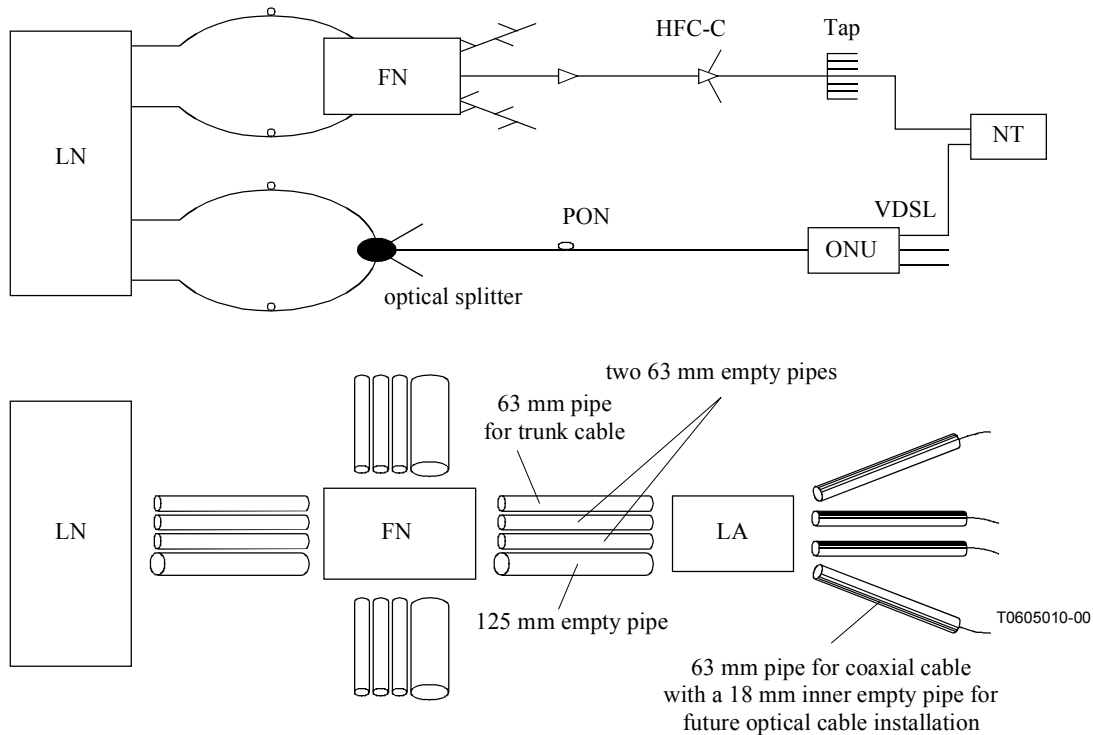 HFC-C
Tap
FN
LN
NT
PON
VDSL
ONU
optical splitter
two 63 mm empty pipes
63 mm pipe
for trunk cable
LN
FN
LA
125 mm empty pipe
T0605010-00
63 mm pipe for coaxial cable
with a 18 mm inner empty pipe for
future optical cable installation